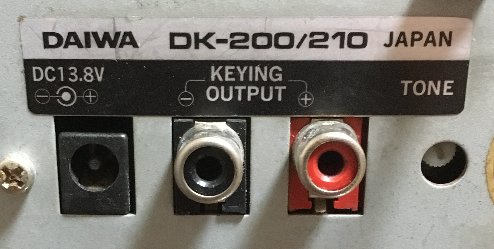 DAIWA DK-200/210 JAPAN
DC13.8V
KEYING
OUTPUT
TONE
⊖ ⊕
⊖ ⊕